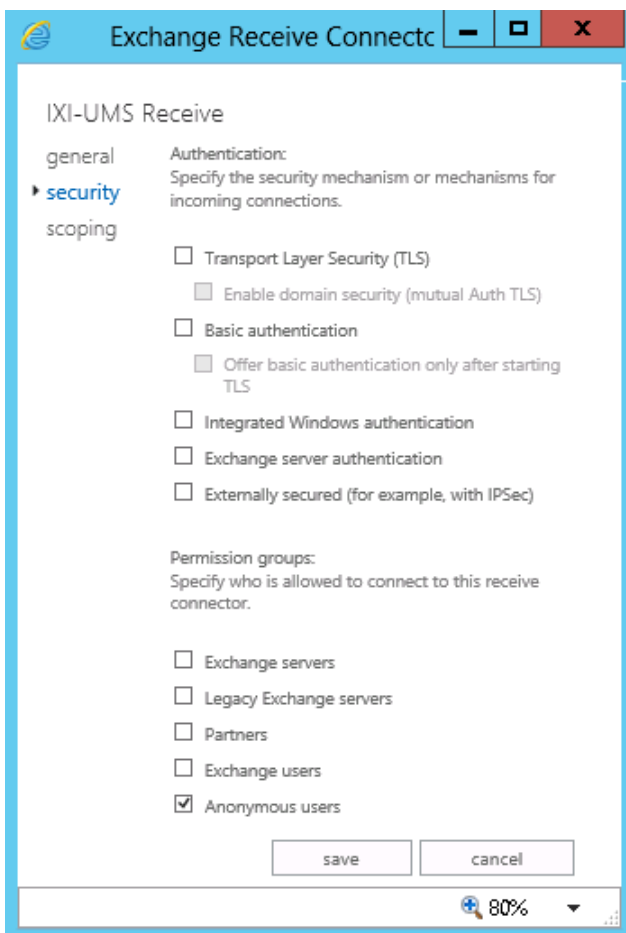 Exchange Receive Connectc
IXI-UMS Receive
general
security
scoping
Authentication:
Specify the security mechanism or mechanisms for
incoming connections.
Transport Layer Security (TLS)
Enable domain security (mutual Auth TLS)
Basic authentication
Offer basic authentication only after starting
TLS
Integrated Windows authentication
Exchange server authentication
Externally secured (for example, with IPSec)
Permission groups:
Specify who is allowed to connect to this receive
connector.
Exchange servers
Legacy Exchange servers
Partners
Exchange users
Anonymous users
save cancel
80%